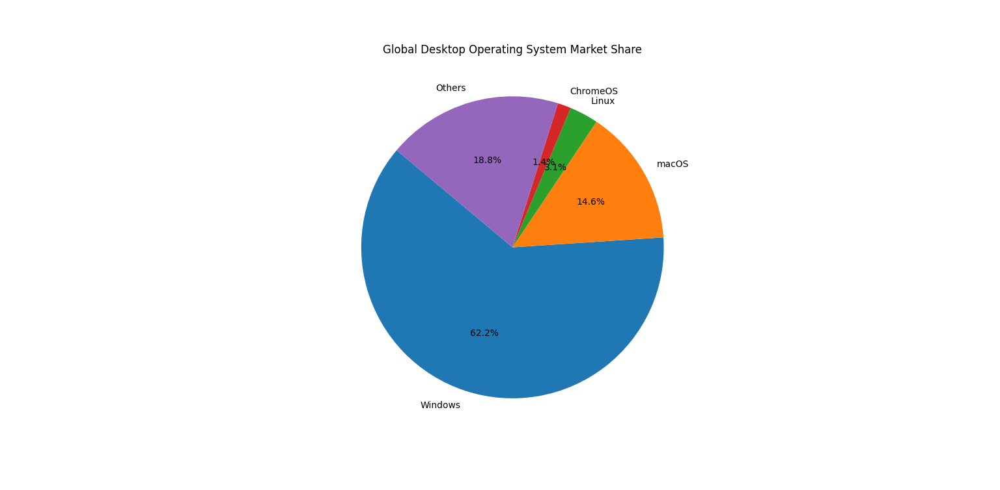 Global Desktop Operating System Market Share
Others
ChromeOS
Linux
macOS
18.8%
1.4%
3.1%
14.6%
62.2%
Windows